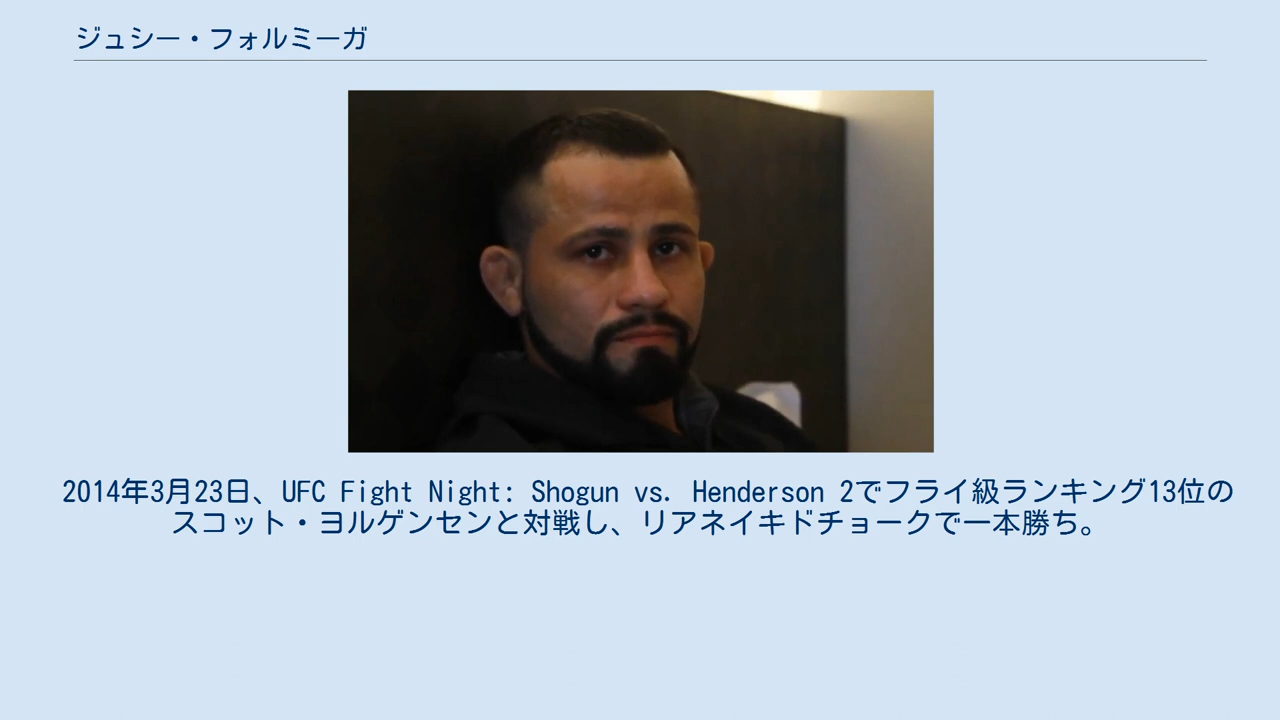 ジュシー・フォルミーガ
2014年3月23日、UFC Fight Night: Shogun vs. Henderson 2でフライ級ランキング13位の
スコット・ヨルゲンセンと対戦し、リアネイキドチョークで一本勝ち。